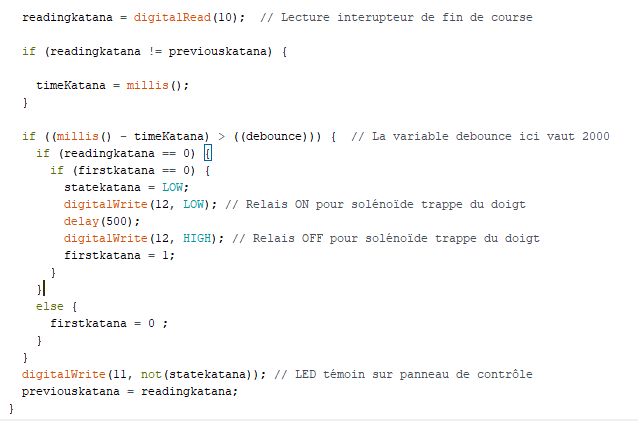 readingkatana = digitalRead(10);  // Lecture interupteur de fin de course
if (readingkatana != previouskatana) {
timeKatana = millis();
}
if ((millis() - timeKatana) > ((debounce))) {  // La variable debounce ici vaut 2000
if (readingkatana == 0) {
if (firstkatana == 0) {
statekatana = LOW;
digitalWrite(12, LOW); // Relais ON pour solénoïde trappe du doigt
delay(500);
digitalWrite(12, HIGH); // Relais OFF pour solénoïde trappe du doigt
firstkatana = 1;
}
}
else {
firstkatana = 0 ;
}
}
digitalWrite(11, not(statekatana)); // LED témoin sur panneau de contrôle
previouskatana = readingkatana;
}